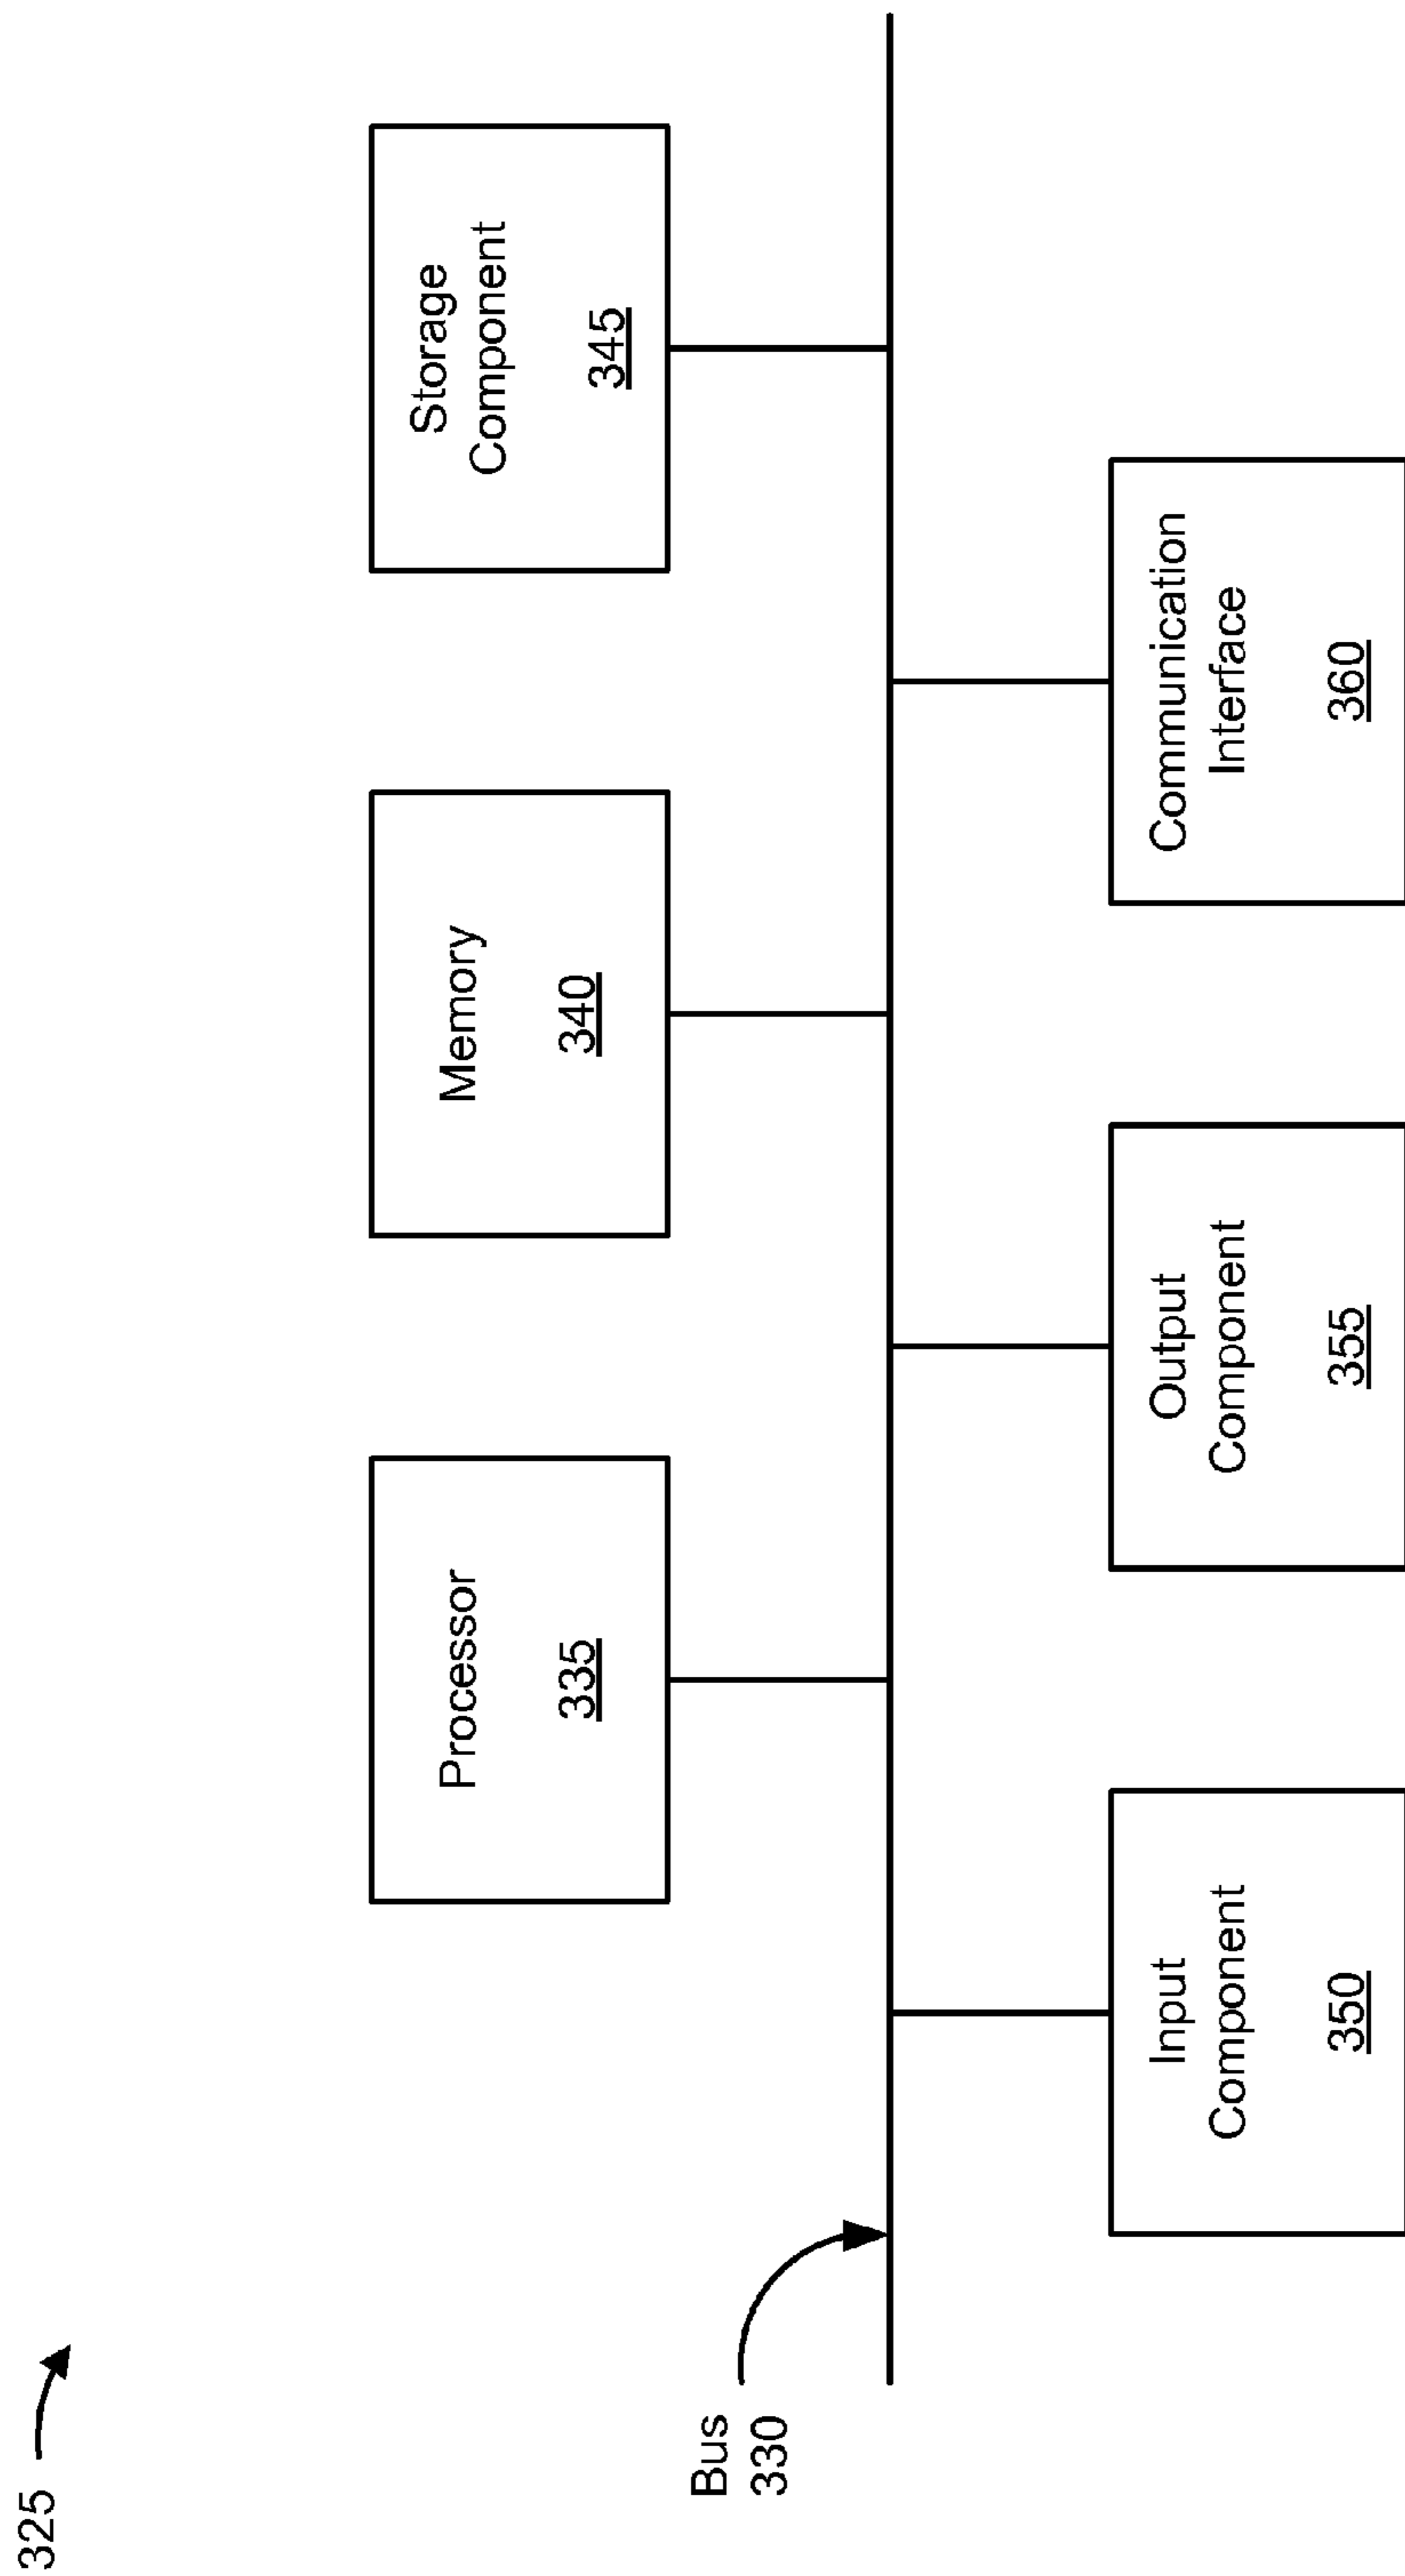 325
Processor
335
Memory
340
Storage
Component
345
Bus
330
Input
Component
350
Output
Component
355
Communication
Interface
360